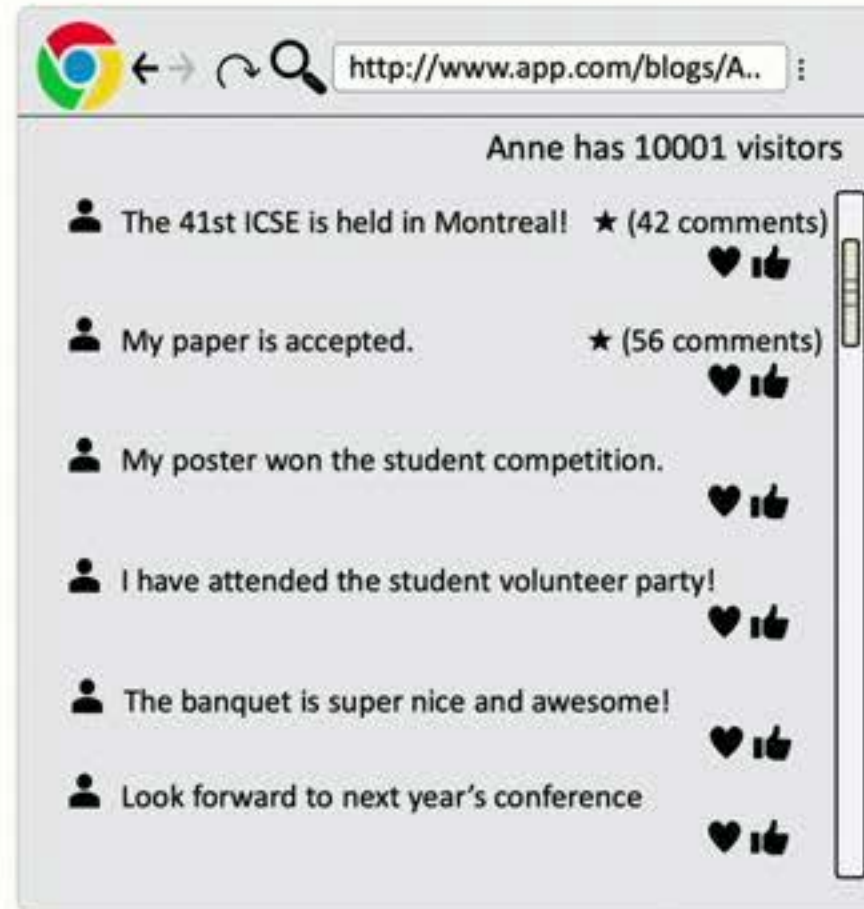 http://www.app.com/blogs/A..
Anne has 10001 visitors
The 41st ICSE is held in Montreal! ★ (42 comments)
My paper is accepted. ★ (56 comments)
My poster won the student competition.
I have attended the student volunteer party!
The banquet is super nice and awesome!
Look forward to next year’s conference